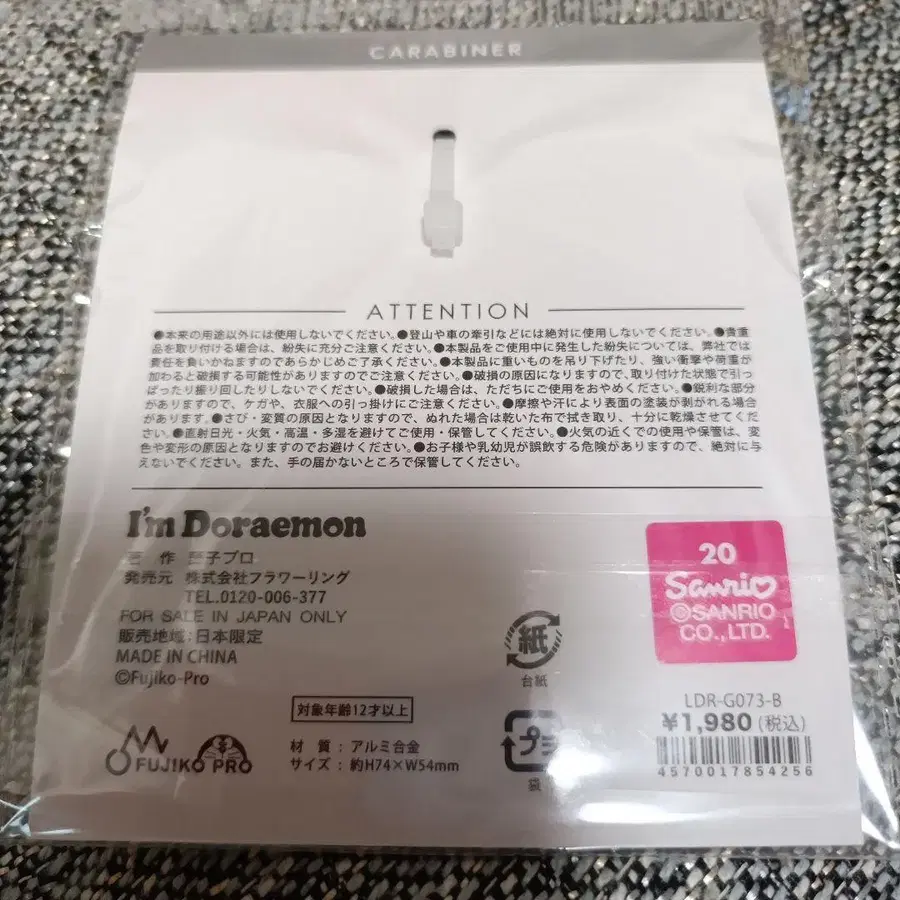 CARABINER
ATTENTION
●本来の用途以外には使用しないでください。●登山や車の牽引などには絶対に使用しないでください。●貴重
品を取り付ける場合は、紛失に充分ご注意ください。●本製品をご使用中に発生した紛失については、弊社では
責任を負いかねますのであらかじめご了承ください。●本製品に重いものを吊り下げたり、強い衝撃や荷重が
加わると破損する可能性がありますのでご注意ください。●破損の原因になりますので、取り付けた状態で引っ
ぱったり振り回したりしないでください。●破損した場合は、ただちにご使用をおやめください。●鋭利な部分
がありますので、ケガや、衣服への引っ掛けにご注意ください。●摩擦や汗により表面の塗装が剥がれる場合
があります。●さび・変質の原因となりますので、ぬれた場合は乾いた布で拭き取り、十分に乾燥させてくだ
さい。●直射日光・火気・高温・多湿を避けてご使用・保管してください。●火気の近くでの使用や保管は、変
色や変形の原因となりますのでお避けください。●お子様や乳幼児が誤飲する危険がありますので、絶対に与
えないでください。また、手の届かないところで保管してください。
I'm Doraemon
著 作 藤子プロ
発売元 株式会社フラワーリング
TEL.0120-006-377
FOR SALE IN JAPAN ONLY
販売地域:日本限定
MADE IN CHINA
©Fujiko-Pro
FUJIKO PRO
対象年齢12才以上
材 質 : アルミ合金
サイズ : 約H74×W54mm
紙
台紙
プラ
袋
20
Sanrio
©SANRIO
CO.,LTD.
LDR-G073-B
¥1,980(税込)
4570017854256